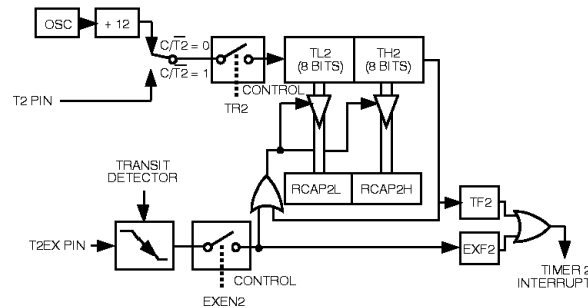 OSC
+ 12
C/T2 = 0
C/T2 = 1
T2 PIN
CONTROL
TR2
TL2
(8 BITS)
TH2
(8 BITS)
RCAP2L
RCAP2H
TRANSIT
DETECTOR
T2EX PIN
CONTROL
EXEN2
TF2
EXF2
TIMER 2
INTERRUPT